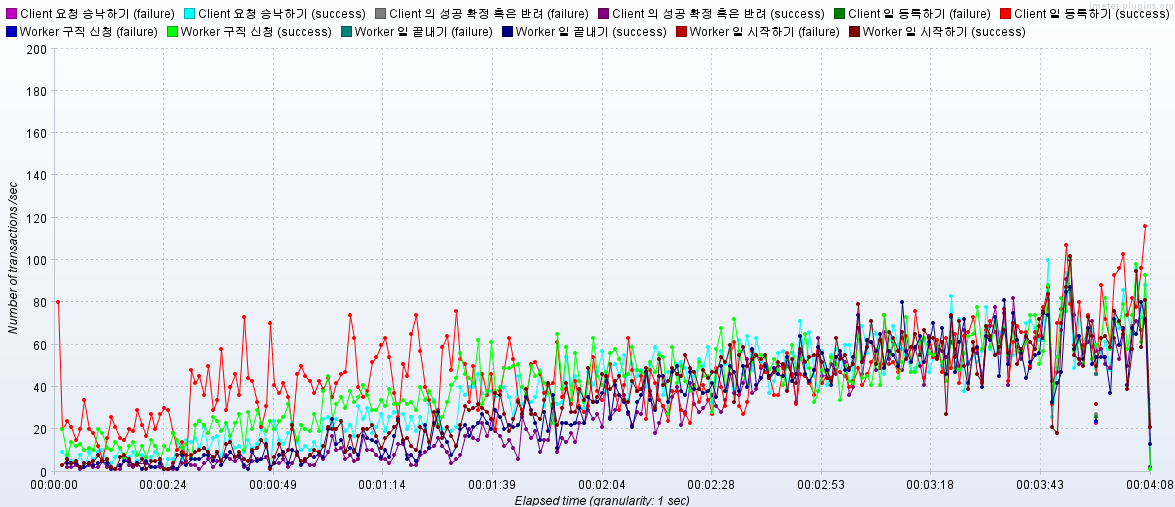 jmeter-plugins.org
Client 요청 승낙하기 (failure) Client 요청 승낙하기 (success) Client 의 성공 확정 혹은 반려 (failure) Client 의 성공 확정 혹은 반려 (success) Client 일 등록하기 (failure) Client 일 등록하기 (success)
Worker 구직 신청 (failure) Worker 구직 신청 (success) Worker 일 끝내기 (failure) Worker 일 끝내기 (success) Worker 일 시작하기 (failure) Worker 일 시작하기 (success)
200
180
160
140
120
100
80
60
40
20
0
Number of transactions /sec
00:00:00 00:00:24 00:00:49 00:01:14 00:01:39 00:02:04 00:02:28 00:02:53 00:03:18 00:03:43 00:04:08
Elapsed time (granularity: 1 sec)